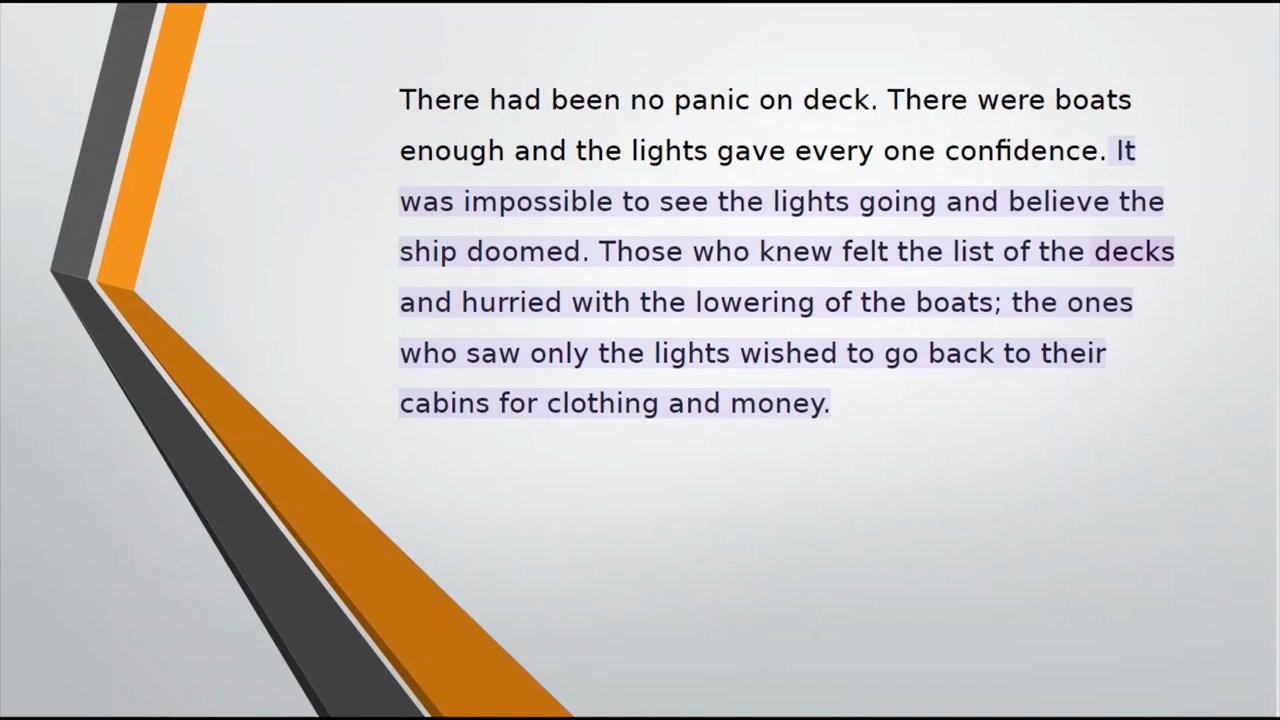 There had been no panic on deck. There were boats
enough and the lights gave every one confidence. It
was impossible to see the lights going and believe the
ship doomed. Those who knew felt the list of the decks
and hurried with the lowering of the boats; the ones
who saw only the lights wished to go back to their
cabins for clothing and money.